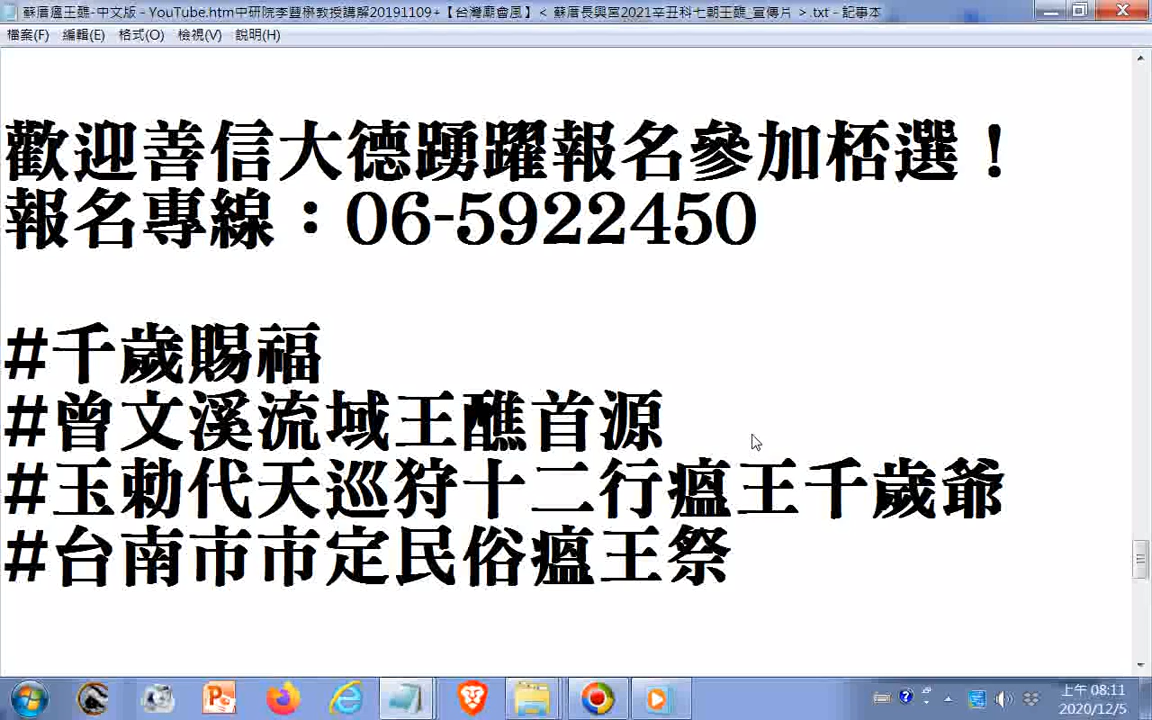 蘇厝瘟王醮-中文版 - YouTube.htm中研院李豐楙教授講解20191109+【台灣廟會風】< 蘇厝長興宮2021辛丑科七朝王醮_宣傳片 >.txt - 記事本
檔案(F) 編輯(E) 格式(O) 檢視(V) 說明(H)
歡迎善信大德踴躍報名參加桮選！
報名專線：06-5922450
#千歲賜福
#曾文溪流域王醮首源
#玉勅代天巡狩十二行瘟王千歲爺
#台南市市定民俗瘟王祭
上午 08:11
2020/12/5